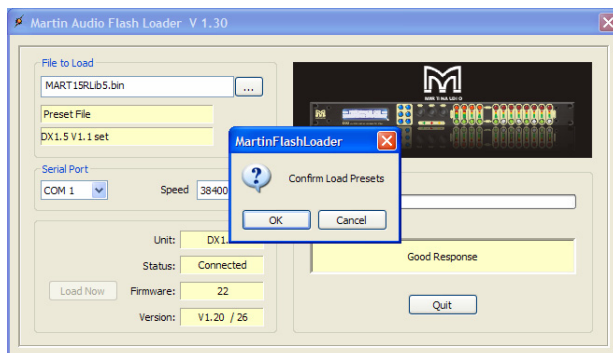 Martin Audio Flash Loader V 1.30
File to Load
MART15RLib5.bin
...
Preset File
DX1.5 V1.1 set
Serial Port
COM 1
Speed
38400
MartinFlashLoader
Confirm Load Presets
OK
Cancel
Unit:
DX1.
Status:
Connected
Load Now
Firmware:
22
Version:
V1.20 / 26
Good Response
Quit
MARTIN AUDIO